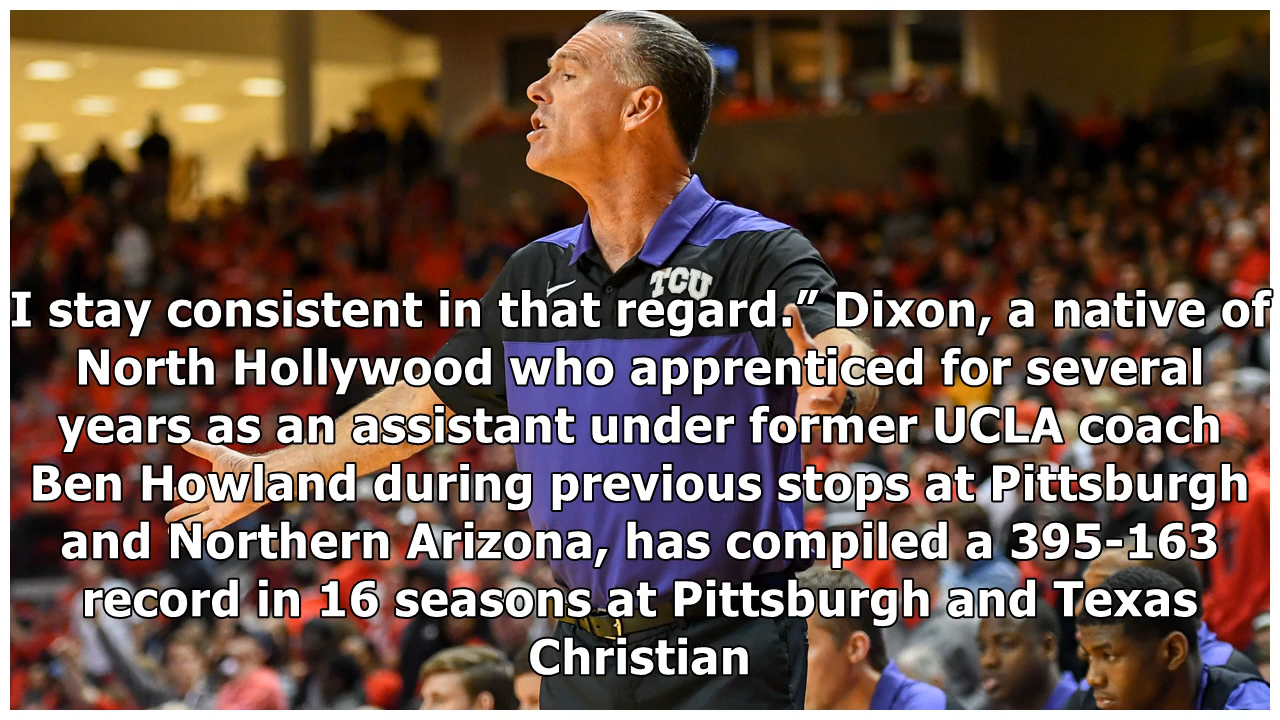 TCU
I stay consistent in that regard.” Dixon, a native of
North Hollywood who apprenticed for several
years as an assistant under former UCLA coach
Ben Howland during previous stops at Pittsburgh
and Northern Arizona, has compiled a 395-163
record in 16 seasons at Pittsburgh and Texas
Christian